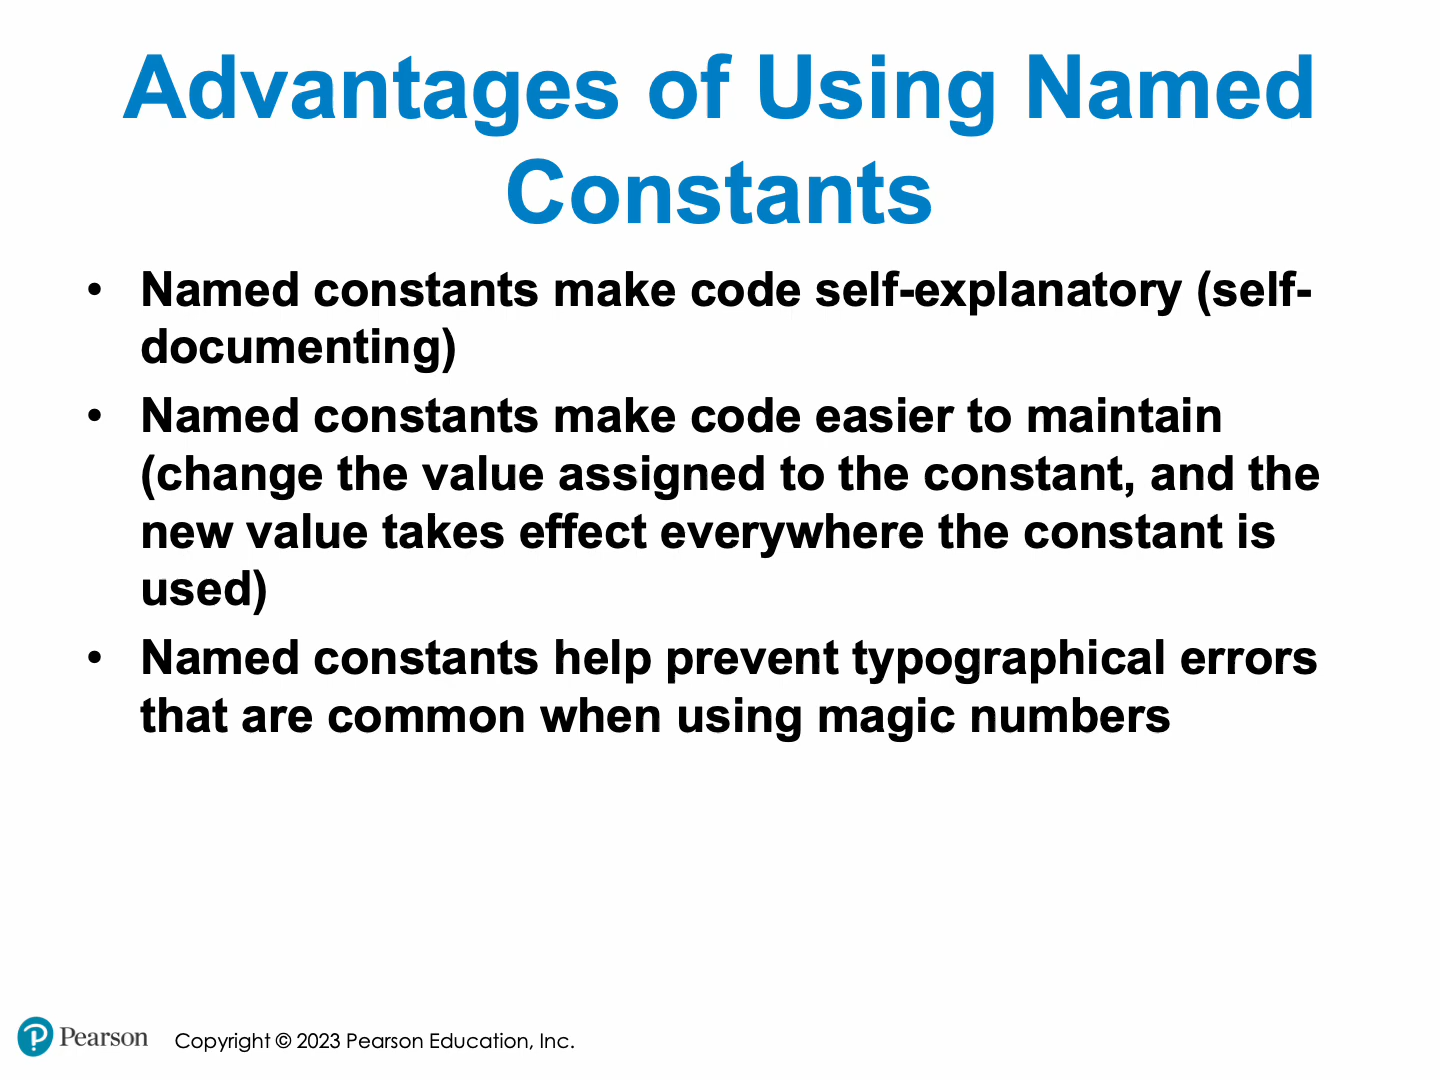 Advantages of Using Named
Constants
• Named constants make code self-explanatory (self-
documenting)
• Named constants make code easier to maintain
(change the value assigned to the constant, and the
new value takes effect everywhere the constant is
used)
• Named constants help prevent typographical errors
that are common when using magic numbers
Pearson
Copyright © 2023 Pearson Education, Inc.